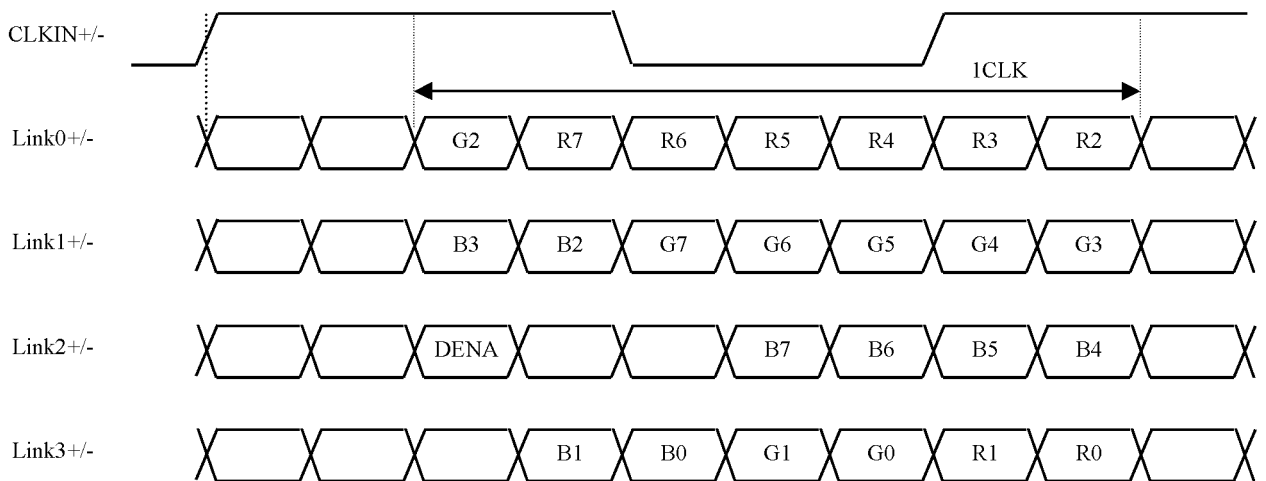 CLKIN+/-
1CLK
Link0+/- G2 R7 R6 R5 R4 R3 R2
Link1+/- B3 B2 G7 G6 G5 G4 G3
Link2+/- DENA B7 B6 B5 B4
Link3+/- B1 B0 G1 G0 R1 R0